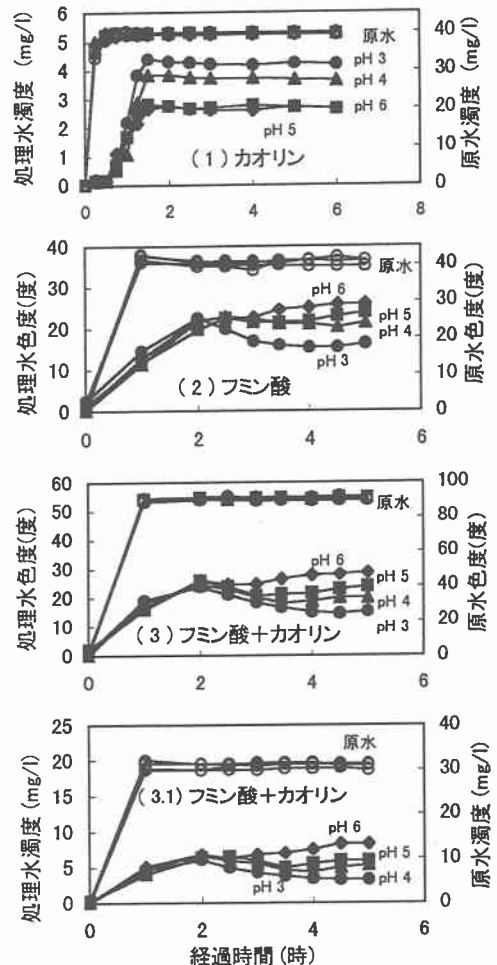 処理水濁度 (mg/l)
6
5
4
3
2
1
0
原水
pH 3
pH 4
pH 6
pH 5
(1)カオリン
40
30
20
10
0
原水濁度 (mg/l)
0 2 4 6 8
処理水色度(度)
40
30
20
10
0
原水
pH 6
pH 5
pH 4
pH 3
(2)フミン酸
40
30
20
10
0
原水色度(度)
0 2 4 6
処理水色度(度)
60
50
40
30
20
10
0
原水
pH 6
pH 5
pH 4
pH 3
(3)フミン酸+カオリン
100
80
60
40
20
0
原水色度(度)
0 2 4 6
処理水濁度 (mg/l)
25
20
15
10
5
0
原水
(3.1)フミン酸+カオリン
pH 6
pH 5
pH 3
pH 4
40
30
20
10
0
原水濁度 (mg/l)
0 2 4 6
経過時間(時)